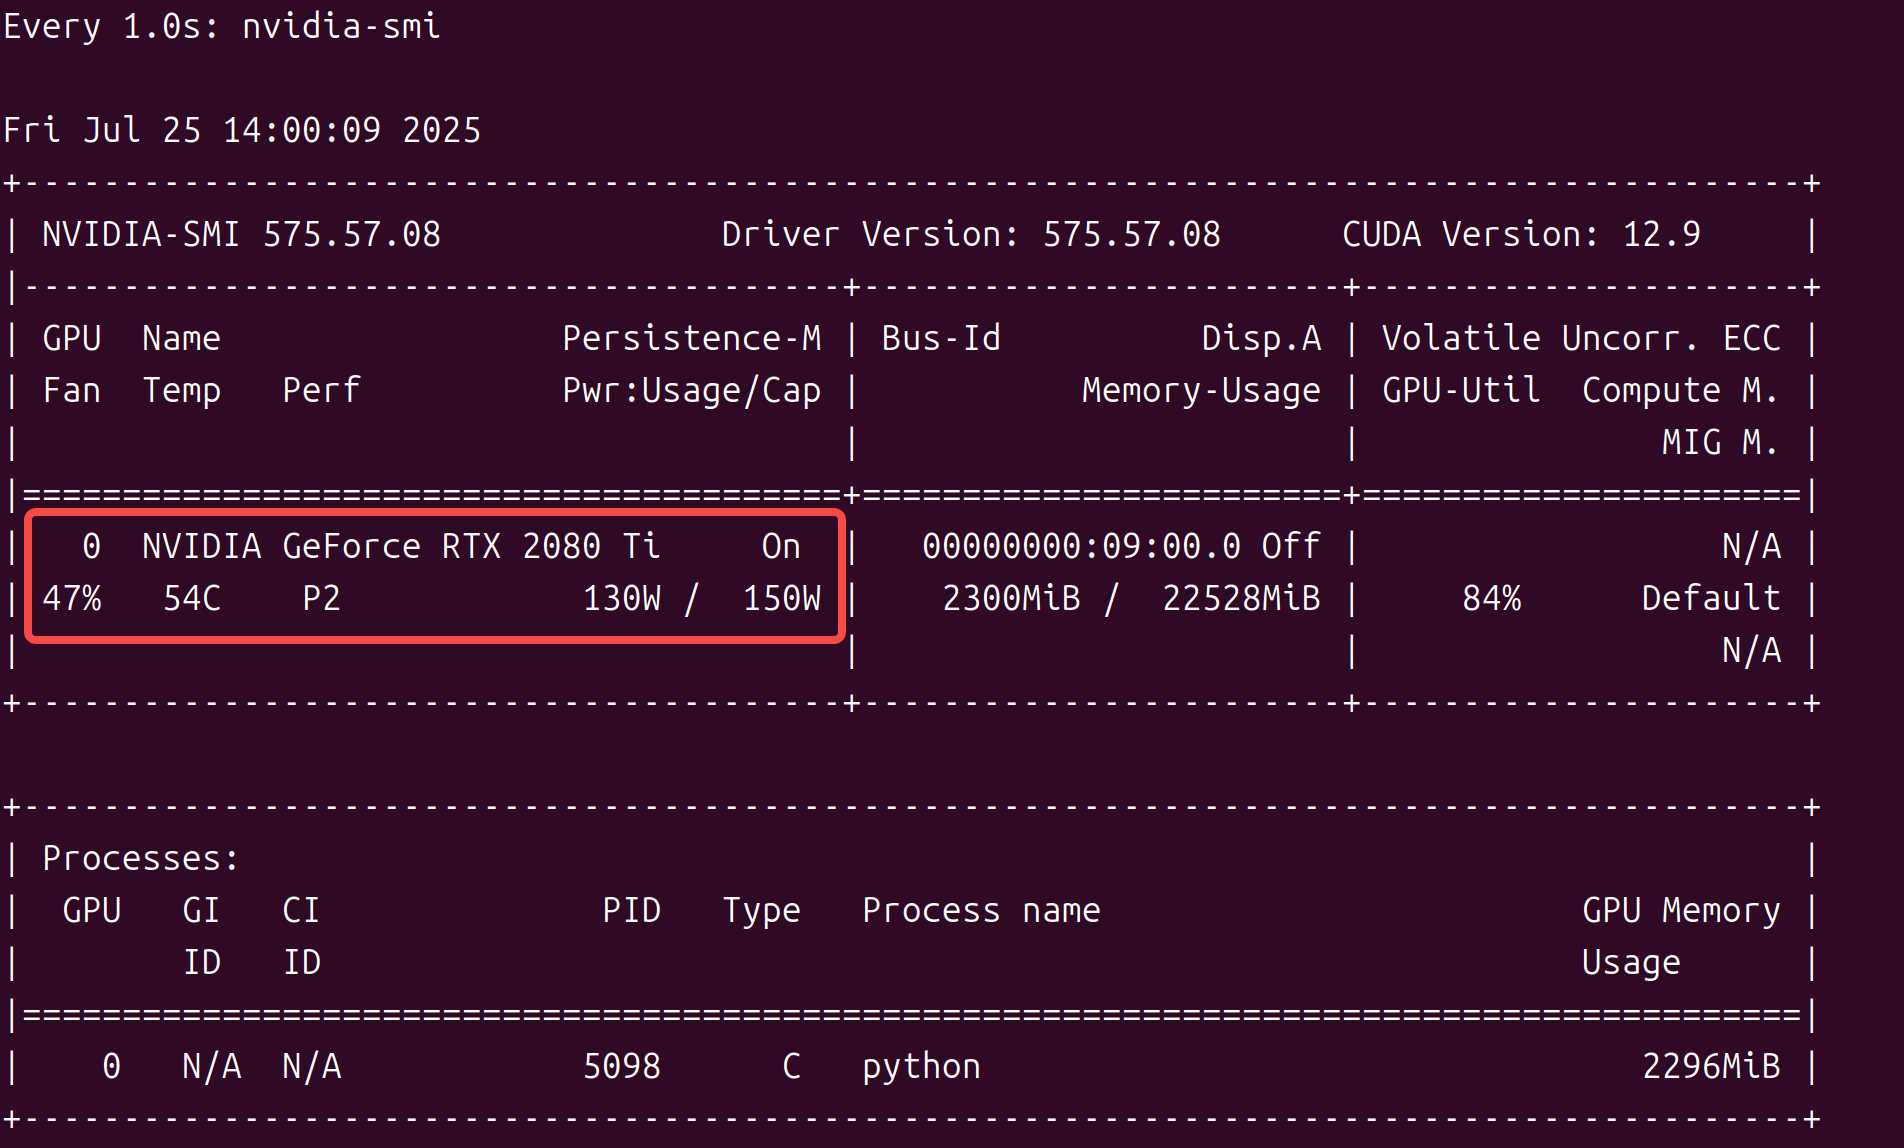 Every 1.0s: nvidia-smi
Fri Jul 25 14:00:09 2025
+-----------------------------------------------------------------------------------------+
| NVIDIA-SMI 575.57.08              Driver Version: 575.57.08      CUDA Version: 12.9     |
|-----------------------------------------+------------------------+----------------------+
| GPU  Name                 Persistence-M | Bus-Id          Disp.A | Volatile Uncorr. ECC |
| Fan  Temp   Perf          Pwr:Usage/Cap |           Memory-Usage | GPU-Util  Compute M. |
|                                         |                        |               MIG M. |
|=========================================+========================+======================|
|   0  NVIDIA GeForce RTX 2080 Ti     On  |   00000000:09:00.0 Off |                  N/A |
| 47%   54C    P2            130W /  150W |    2300MiB /  22528MiB |     84%      Default |
|                                         |                        |                  N/A |
+-----------------------------------------+------------------------+----------------------+
+-----------------------------------------------------------------------------------------+
| Processes:                                                                              |
|  GPU   GI   CI              PID   Type   Process name                        GPU Memory |
|        ID   ID                                                               Usage      |
|=========================================================================================|
|    0   N/A  N/A            5098      C   python                                 2296MiB |
+-----------------------------------------------------------------------------------------+